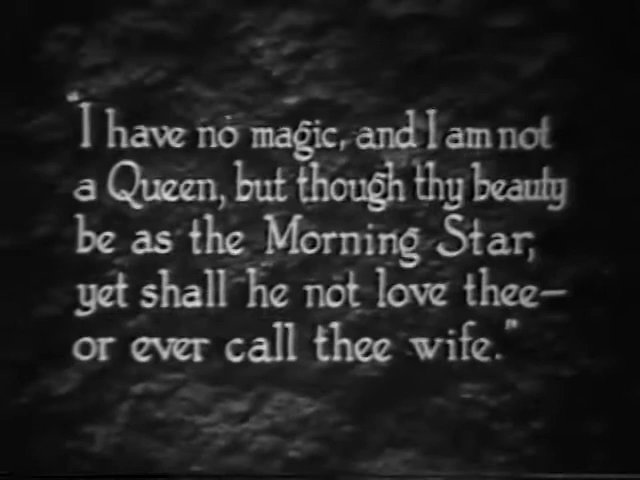 "I have no magic, and I am not
a Queen, but though thy beauty
be as the Morning Star,
yet shall he not love thee—
or ever call thee wife."